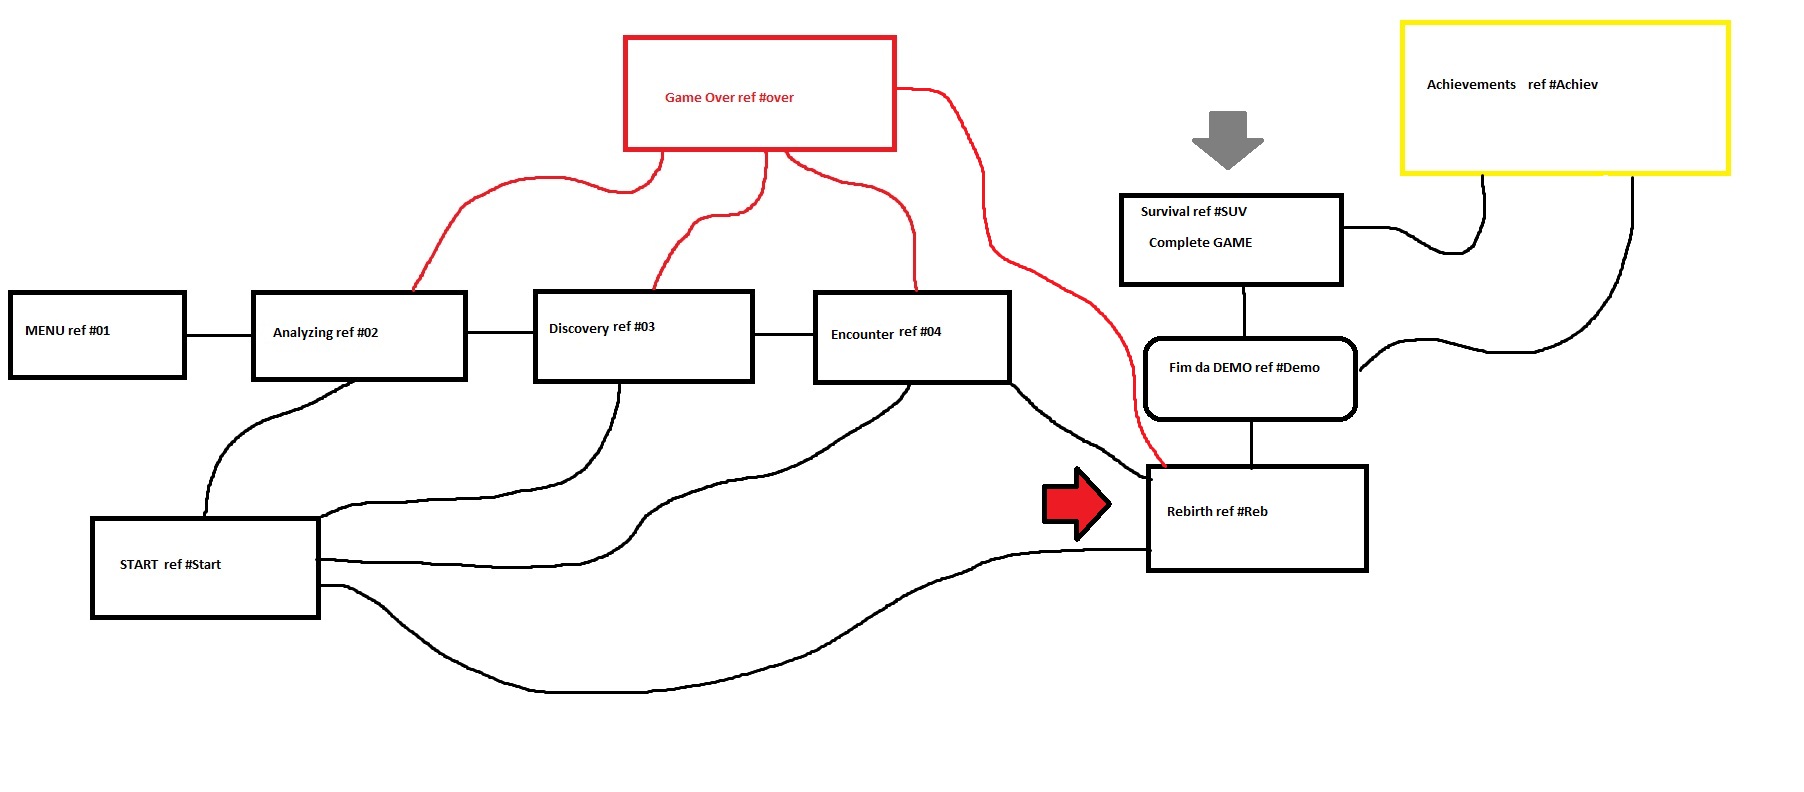 Game Over ref #over
Achievements ref #Achiev
Survival ref #SUV
Complete GAME
MENU ref #01
Analyzing ref #02
Discovery ref #03
Encounter ref #04
Fim da DEMO ref #Demo
Rebirth ref #Reb
START ref #Start